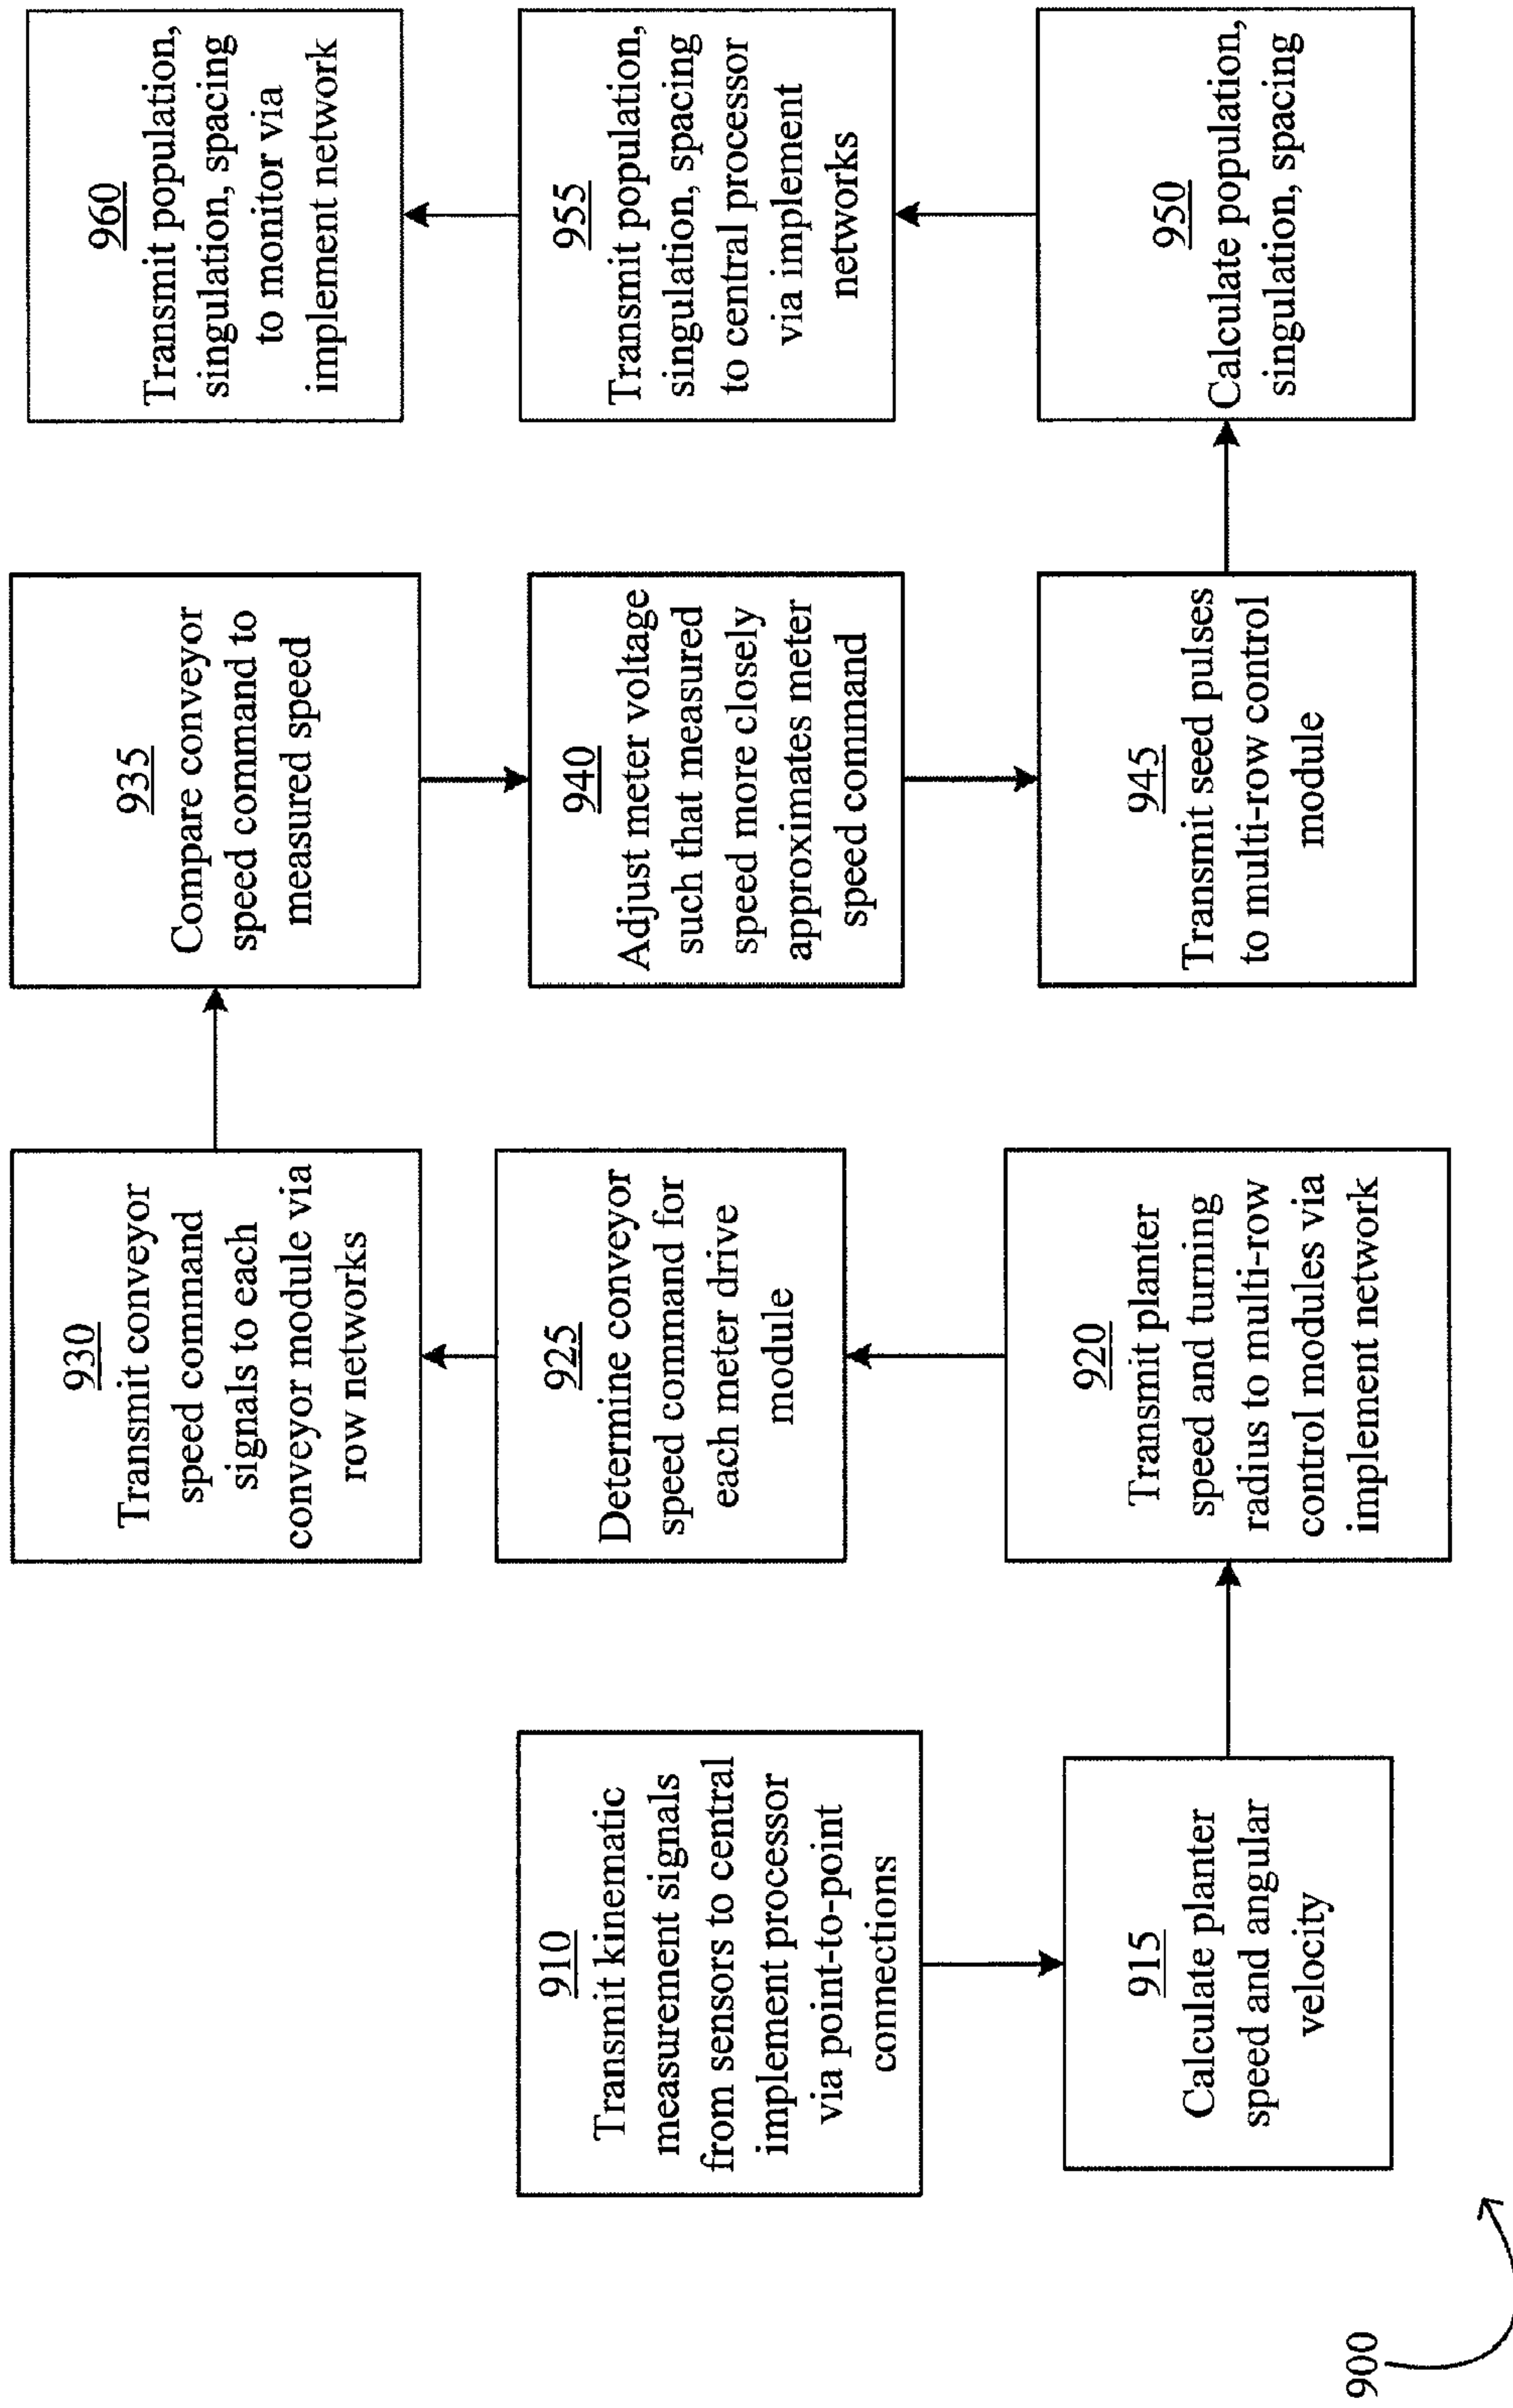 900
910
Transmit kinematic
measurement signals
from sensors to central
implement processor
via point-to-point
connections
915
Calculate planter
speed and angular
velocity
920
Transmit planter
speed and turning
radius to multi-row
control modules via
implement network
925
Determine conveyor
speed command for
each meter drive
module
930
Transmit conveyor
speed command
signals to each
conveyor module via
row networks
935
Compare conveyor
speed command to
measured speed
940
Adjust meter voltage
such that measured
speed more closely
approximates meter
speed command
945
Transmit seed pulses
to multi-row control
module
950
Calculate population,
singulation, spacing
955
Transmit population,
singulation, spacing
to central processor
via implement
networks
960
Transmit population,
singulation, spacing
to monitor via
implement network